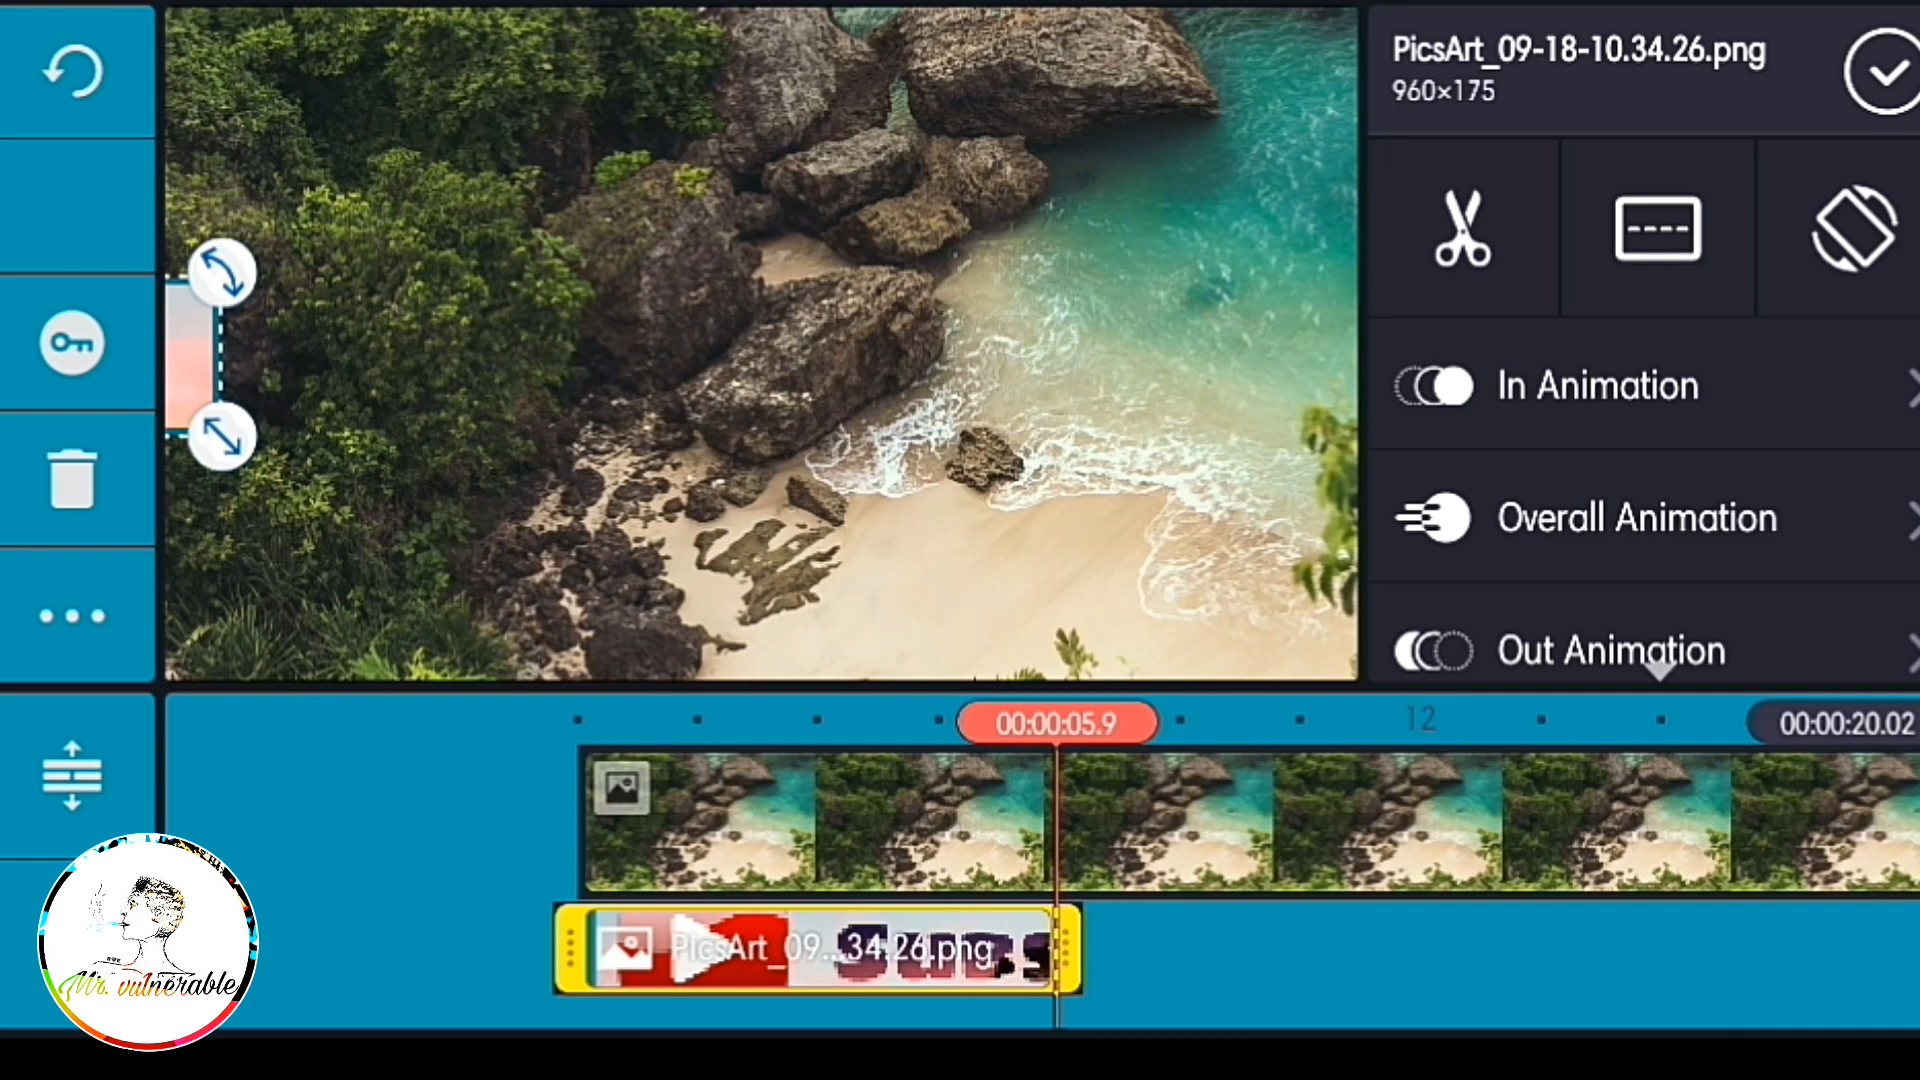 PicsArt_09-18-10.34.26.png
960×175
In Animation
Overall Animation
Out Animation
00:00:05.9
12
00:00:20.02
PicsArt_09...34.26.png
Mr. vulnerable